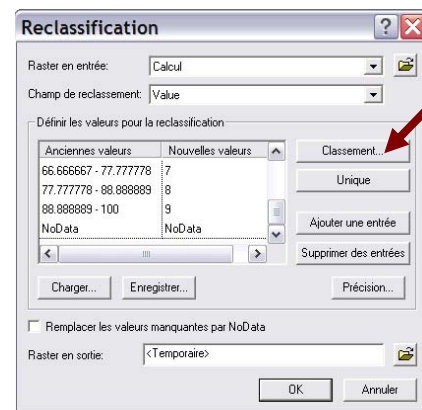 Reclassification
Raster en entrée: Calcul
Champ de reclassement: Value
Définir les valeurs pour la reclassification
Anciennes valeurs Nouvelles valeurs Classement...
66.666667 - 77.777778 7
77.777778 - 88.888889 8 Unique
88.888889 - 100 9
NoData NoData Ajouter une entrée
Supprimer des entrées
Charger... Enregistrer... Précision...
Remplacer les valeurs manquantes par NoData
Raster en sortie: <Temporaire>
OK Annuler